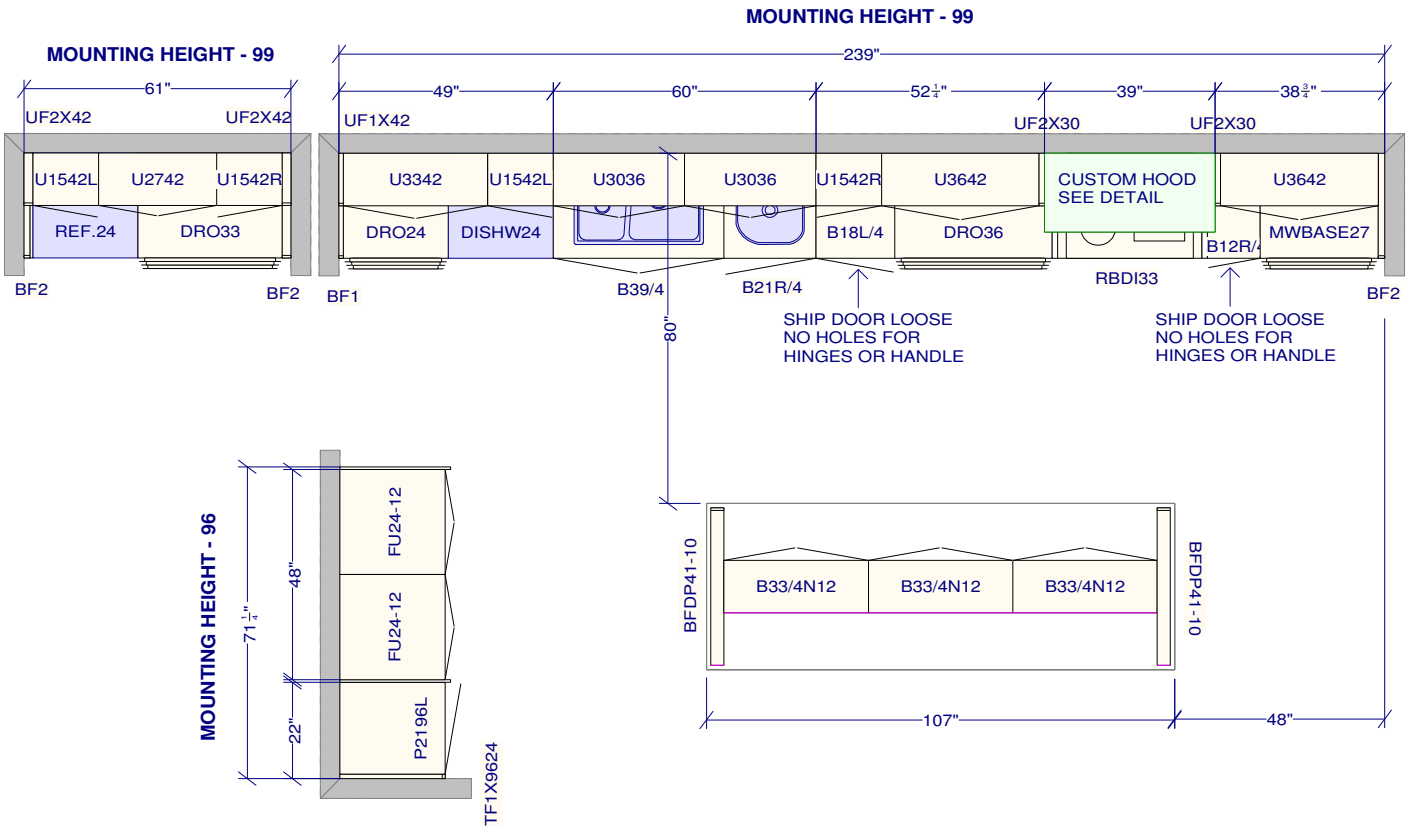 MOUNTING HEIGHT - 99
MOUNTING HEIGHT - 99
239"
61"
49"
60"
52 1/4"
39"
38 3/4"
UF2X42
UF2X42
UF1X42
UF2X30
UF2X30
U1542L
U2742
U1542R
U3342
U1542L
U3036
U3036
U1542R
U3642
CUSTOM HOOD
SEE DETAIL
U3642
REF.24
DRO33
DRO24
DISHW24
B18L/4
DRO36
B12R/4
MWBASE27
BF2
BF2
BF1
B39/4
B21R/4
RBDI33
BF2
SHIP DOOR LOOSE
NO HOLES FOR
HINGES OR HANDLE
SHIP DOOR LOOSE
NO HOLES FOR
HINGES OR HANDLE
80"
MOUNTING HEIGHT - 96
71 1/4"
48"
22"
FU24-12
FU24-12
P2196L
TF1X9624
BFDP41-10
B33/4N12
B33/4N12
B33/4N12
BFDP41-10
107"
48"